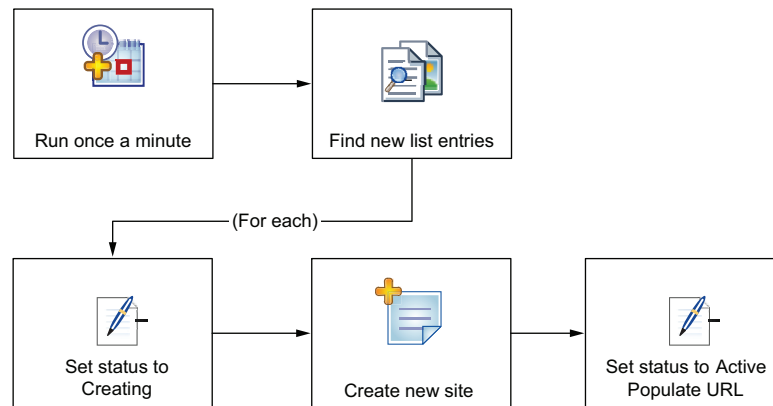 Run once a minute
Find new list entries
(For each)
Set status to
Creating
Create new site
Set status to Active
Populate URL